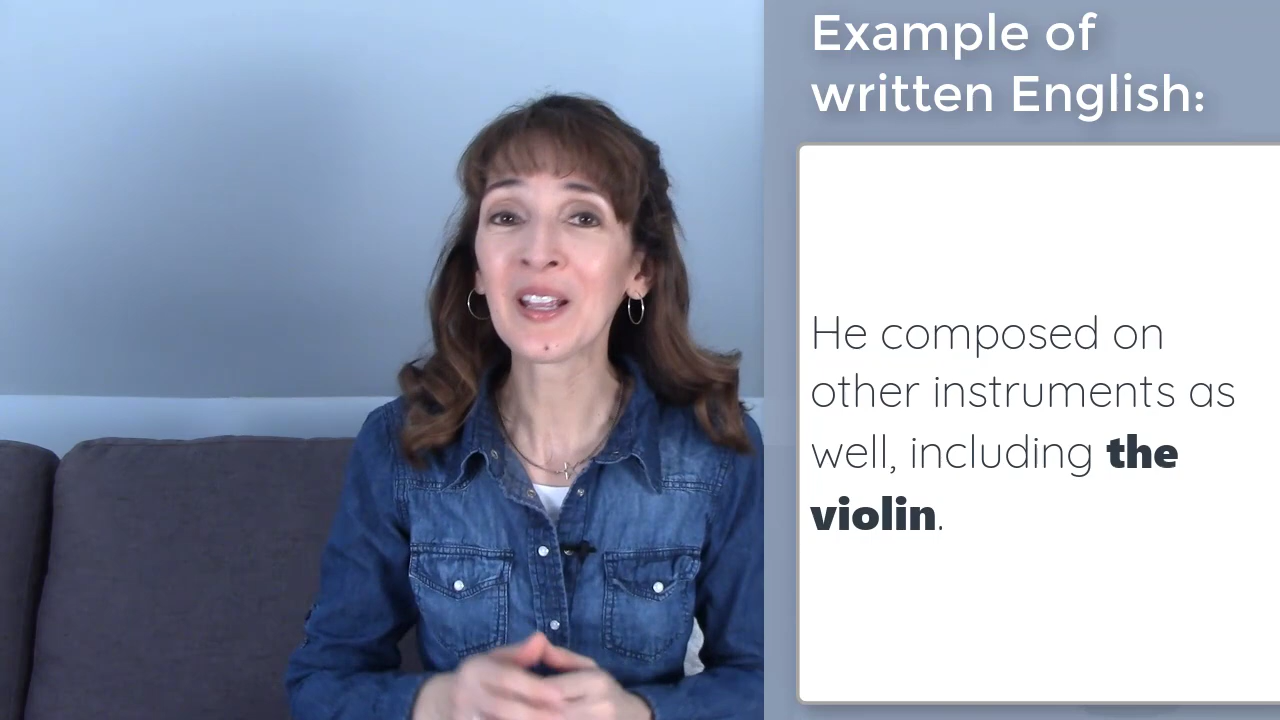 Example of
written English:
He composed on
other instruments as
well, including the
violin.